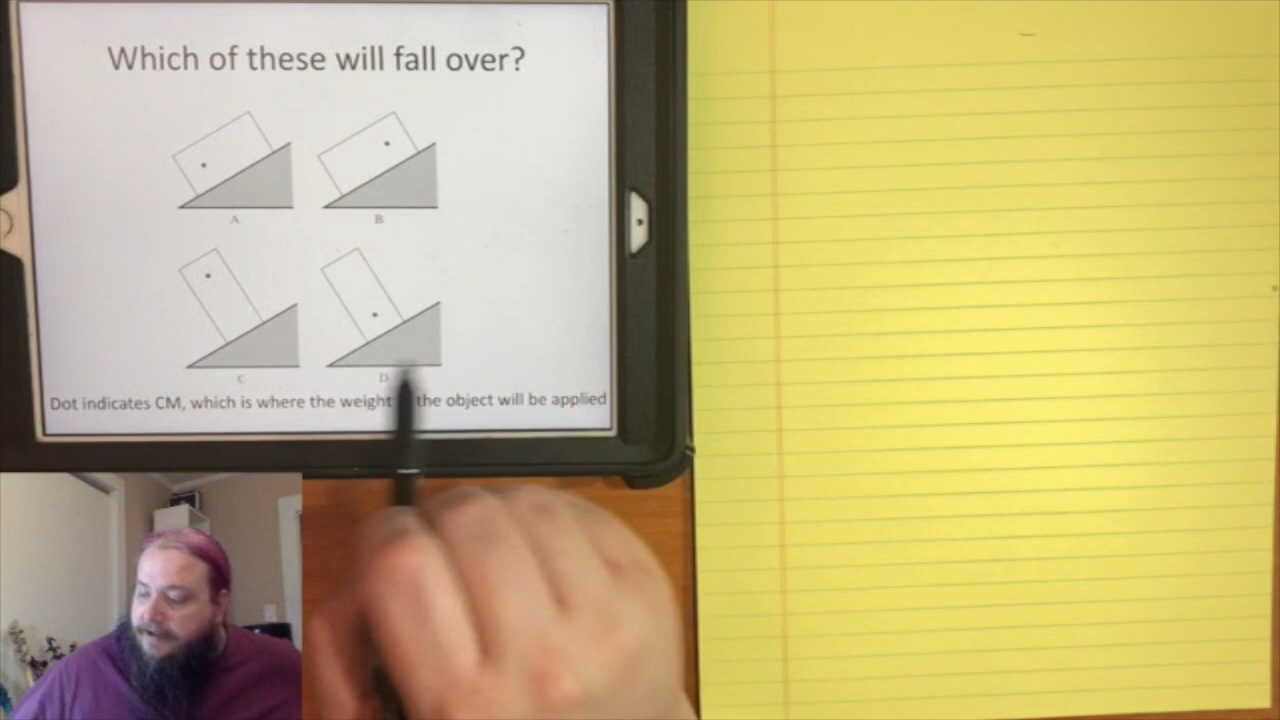 Which of these will fall over?
A
B
C
D
Dot indicates CM, which is where the weight the object will be applied